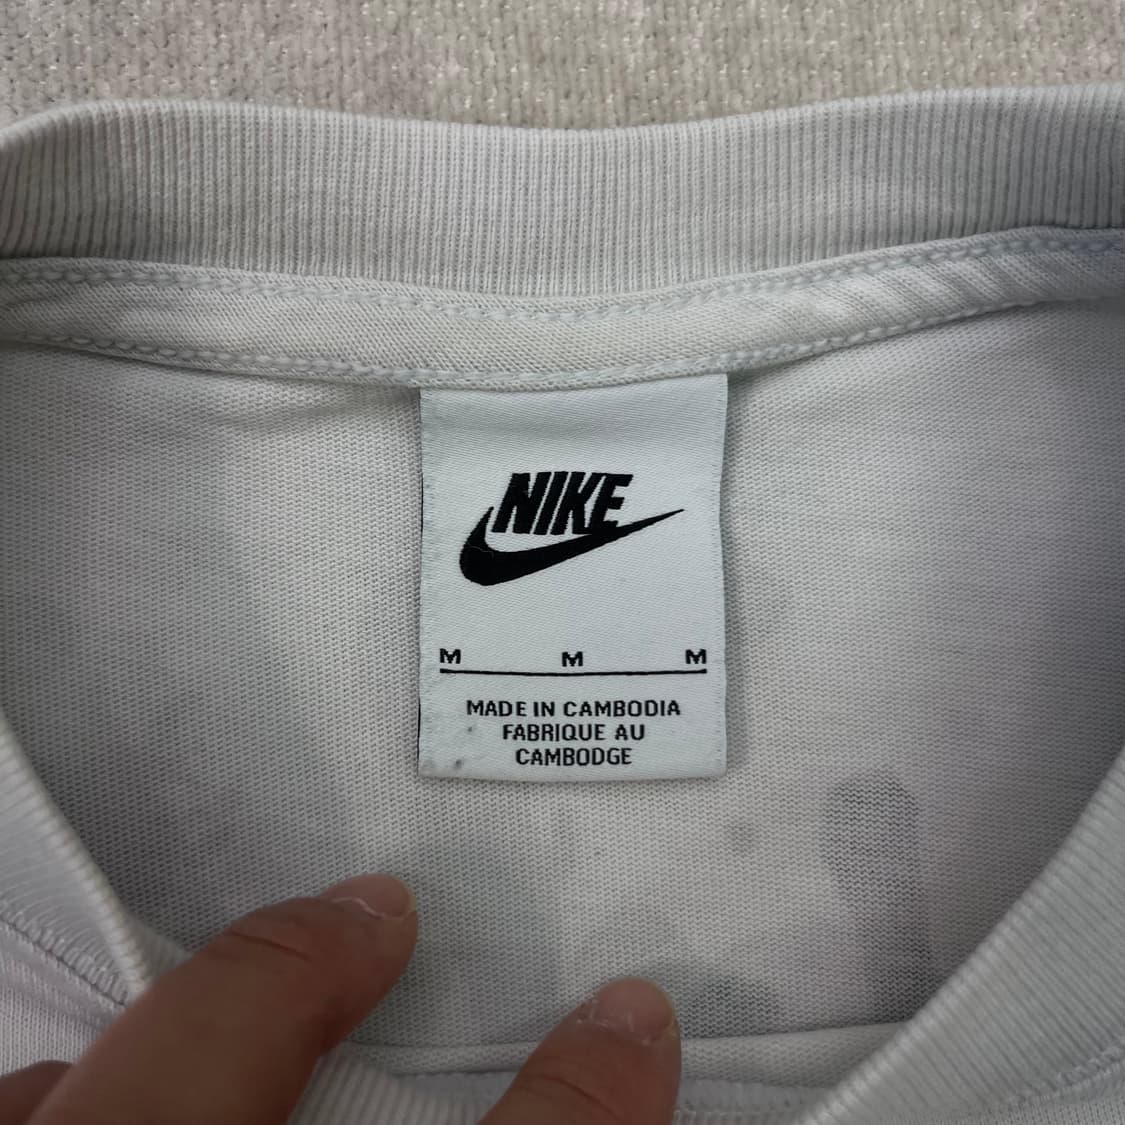 NIKE
M M M
MADE IN CAMBODIA
FABRIQUE AU
CAMBODGE